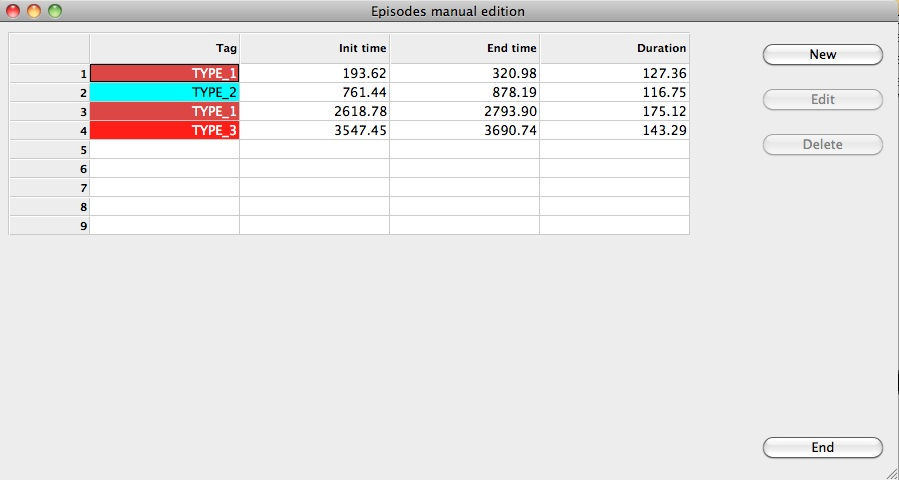 Episodes manual edition
Tag Init time End time Duration
1 TYPE_1 193.62 320.98 127.36
2 TYPE_2 761.44 878.19 116.75
3 TYPE_1 2618.78 2793.90 175.12
4 TYPE_3 3547.45 3690.74 143.29
5
6
7
8
9
New
Edit
Delete
End